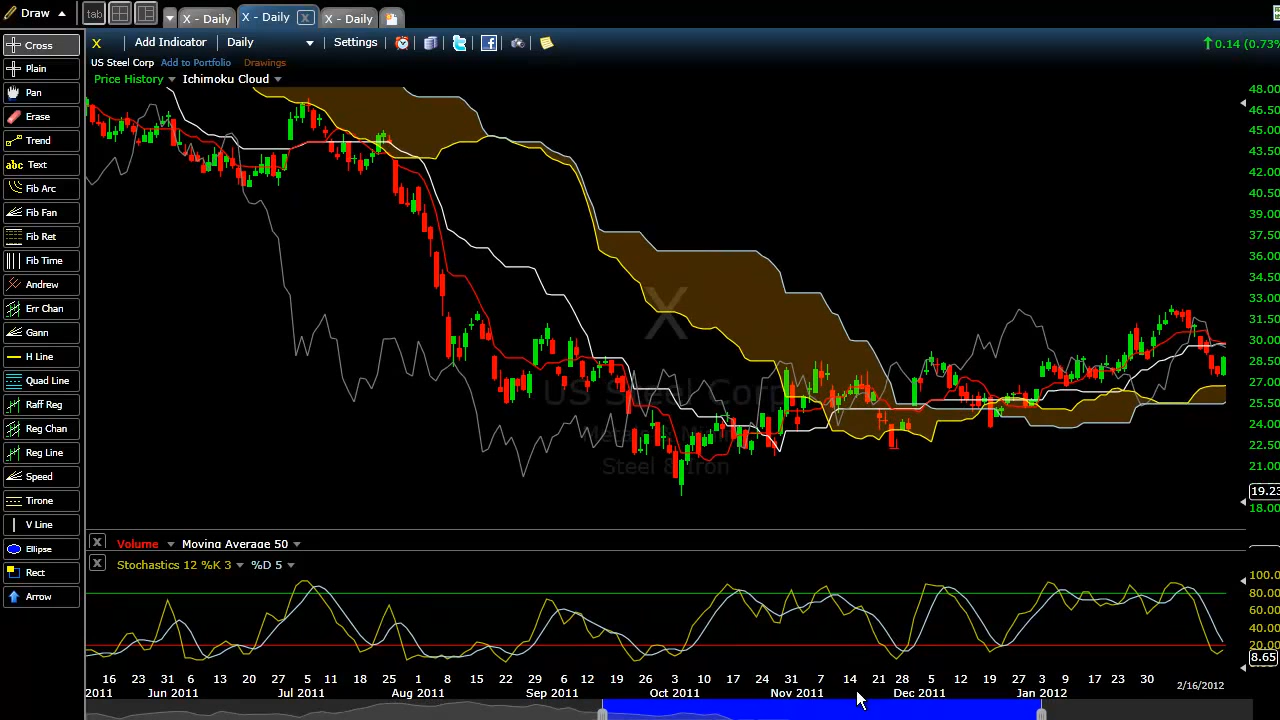 Draw
tab
X - Daily
X - Daily
X
X - Daily
Cross
X
Add Indicator
Daily
Settings
0.14 (0.73%
US Steel Corp
Add to Portfolio
Drawings
Price History
Ichimoku Cloud
Plain
Pan
Erase
Trend
abc Text
Fib Arc
Fib Fan
Fib Ret
Fib Time
Andrew
Err Chan
Gann
H Line
Quad Line
Raff Reg
Reg Chan
Reg Line
Speed
Tirone
V Line
Ellipse
Rect
Arrow
48.00
46.50
45.00
43.50
42.00
40.50
39.00
37.50
36.00
34.50
33.00
31.50
30.00
28.50
27.00
25.50
24.00
22.50
21.00
19.23
18.00
X
US Steel Corp
Steel & Iron
X
Volume
Moving Average 50
X
Stochastics 12 %K 3
%D 5
100.0
80.00
60.00
40.00
20.00
8.65
16 23 31 6 13 20 27 5 11 18 25 1 8 15 22 29 6 12 19 26 3 10 17 24 31 7 14 21 28 5 12 19 27 3 9 17 23 30
2011 Jun 2011 Jul 2011 Aug 2011 Sep 2011 Oct 2011 Nov 2011 Dec 2011 Jan 2012
2/16/2012